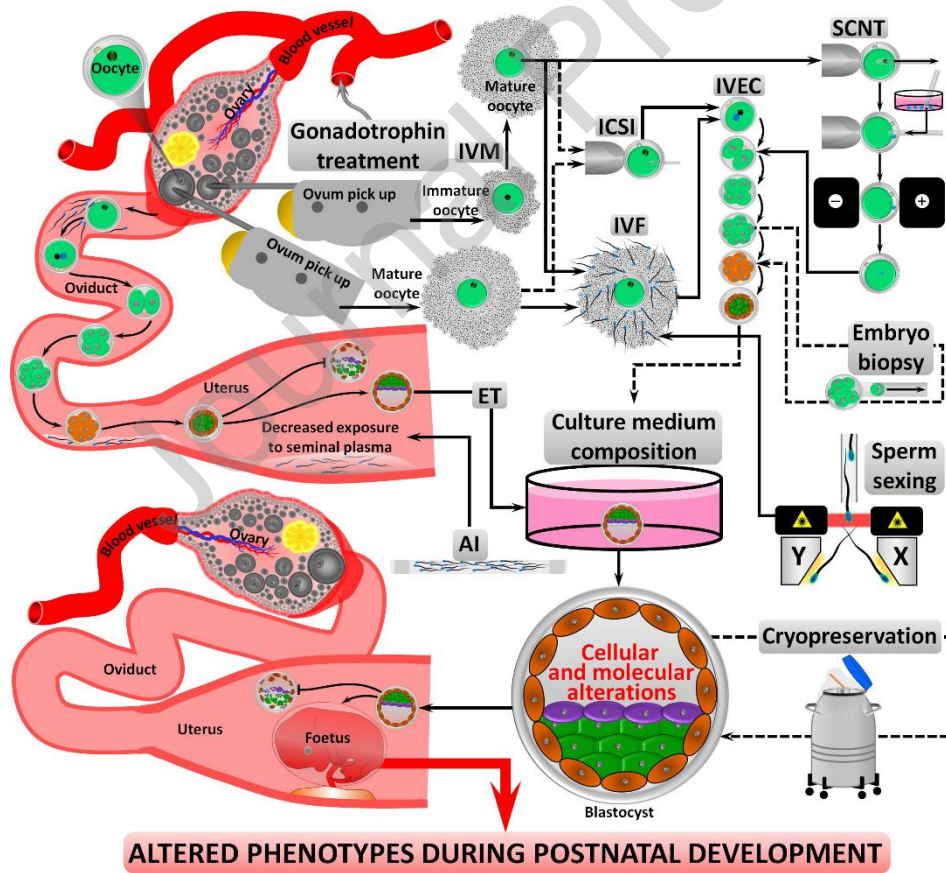 Journal Pre
SCNT
Blood vessel
Oocyte
Ovary
Mature
oocyte
IVEC
ICSI
Gonadotrophin
treatment
IVM
Ovum pick up
Immature
oocyte
IVF
Ovum pick up
Mature
oocyte
Oviduct
Embryo
biopsy
Uterus
ET
Decreased exposure
to seminal plasma
Culture medium
composition
Sperm
sexing
AI
Y
X
Blood vessel
Ovary
Cryopreservation
Cellular
and molecular
alterations
Oviduct
Uterus
Foetus
Blastocyst
ALTERED PHENOTYPES DURING POSTNATAL DEVELOPMENT